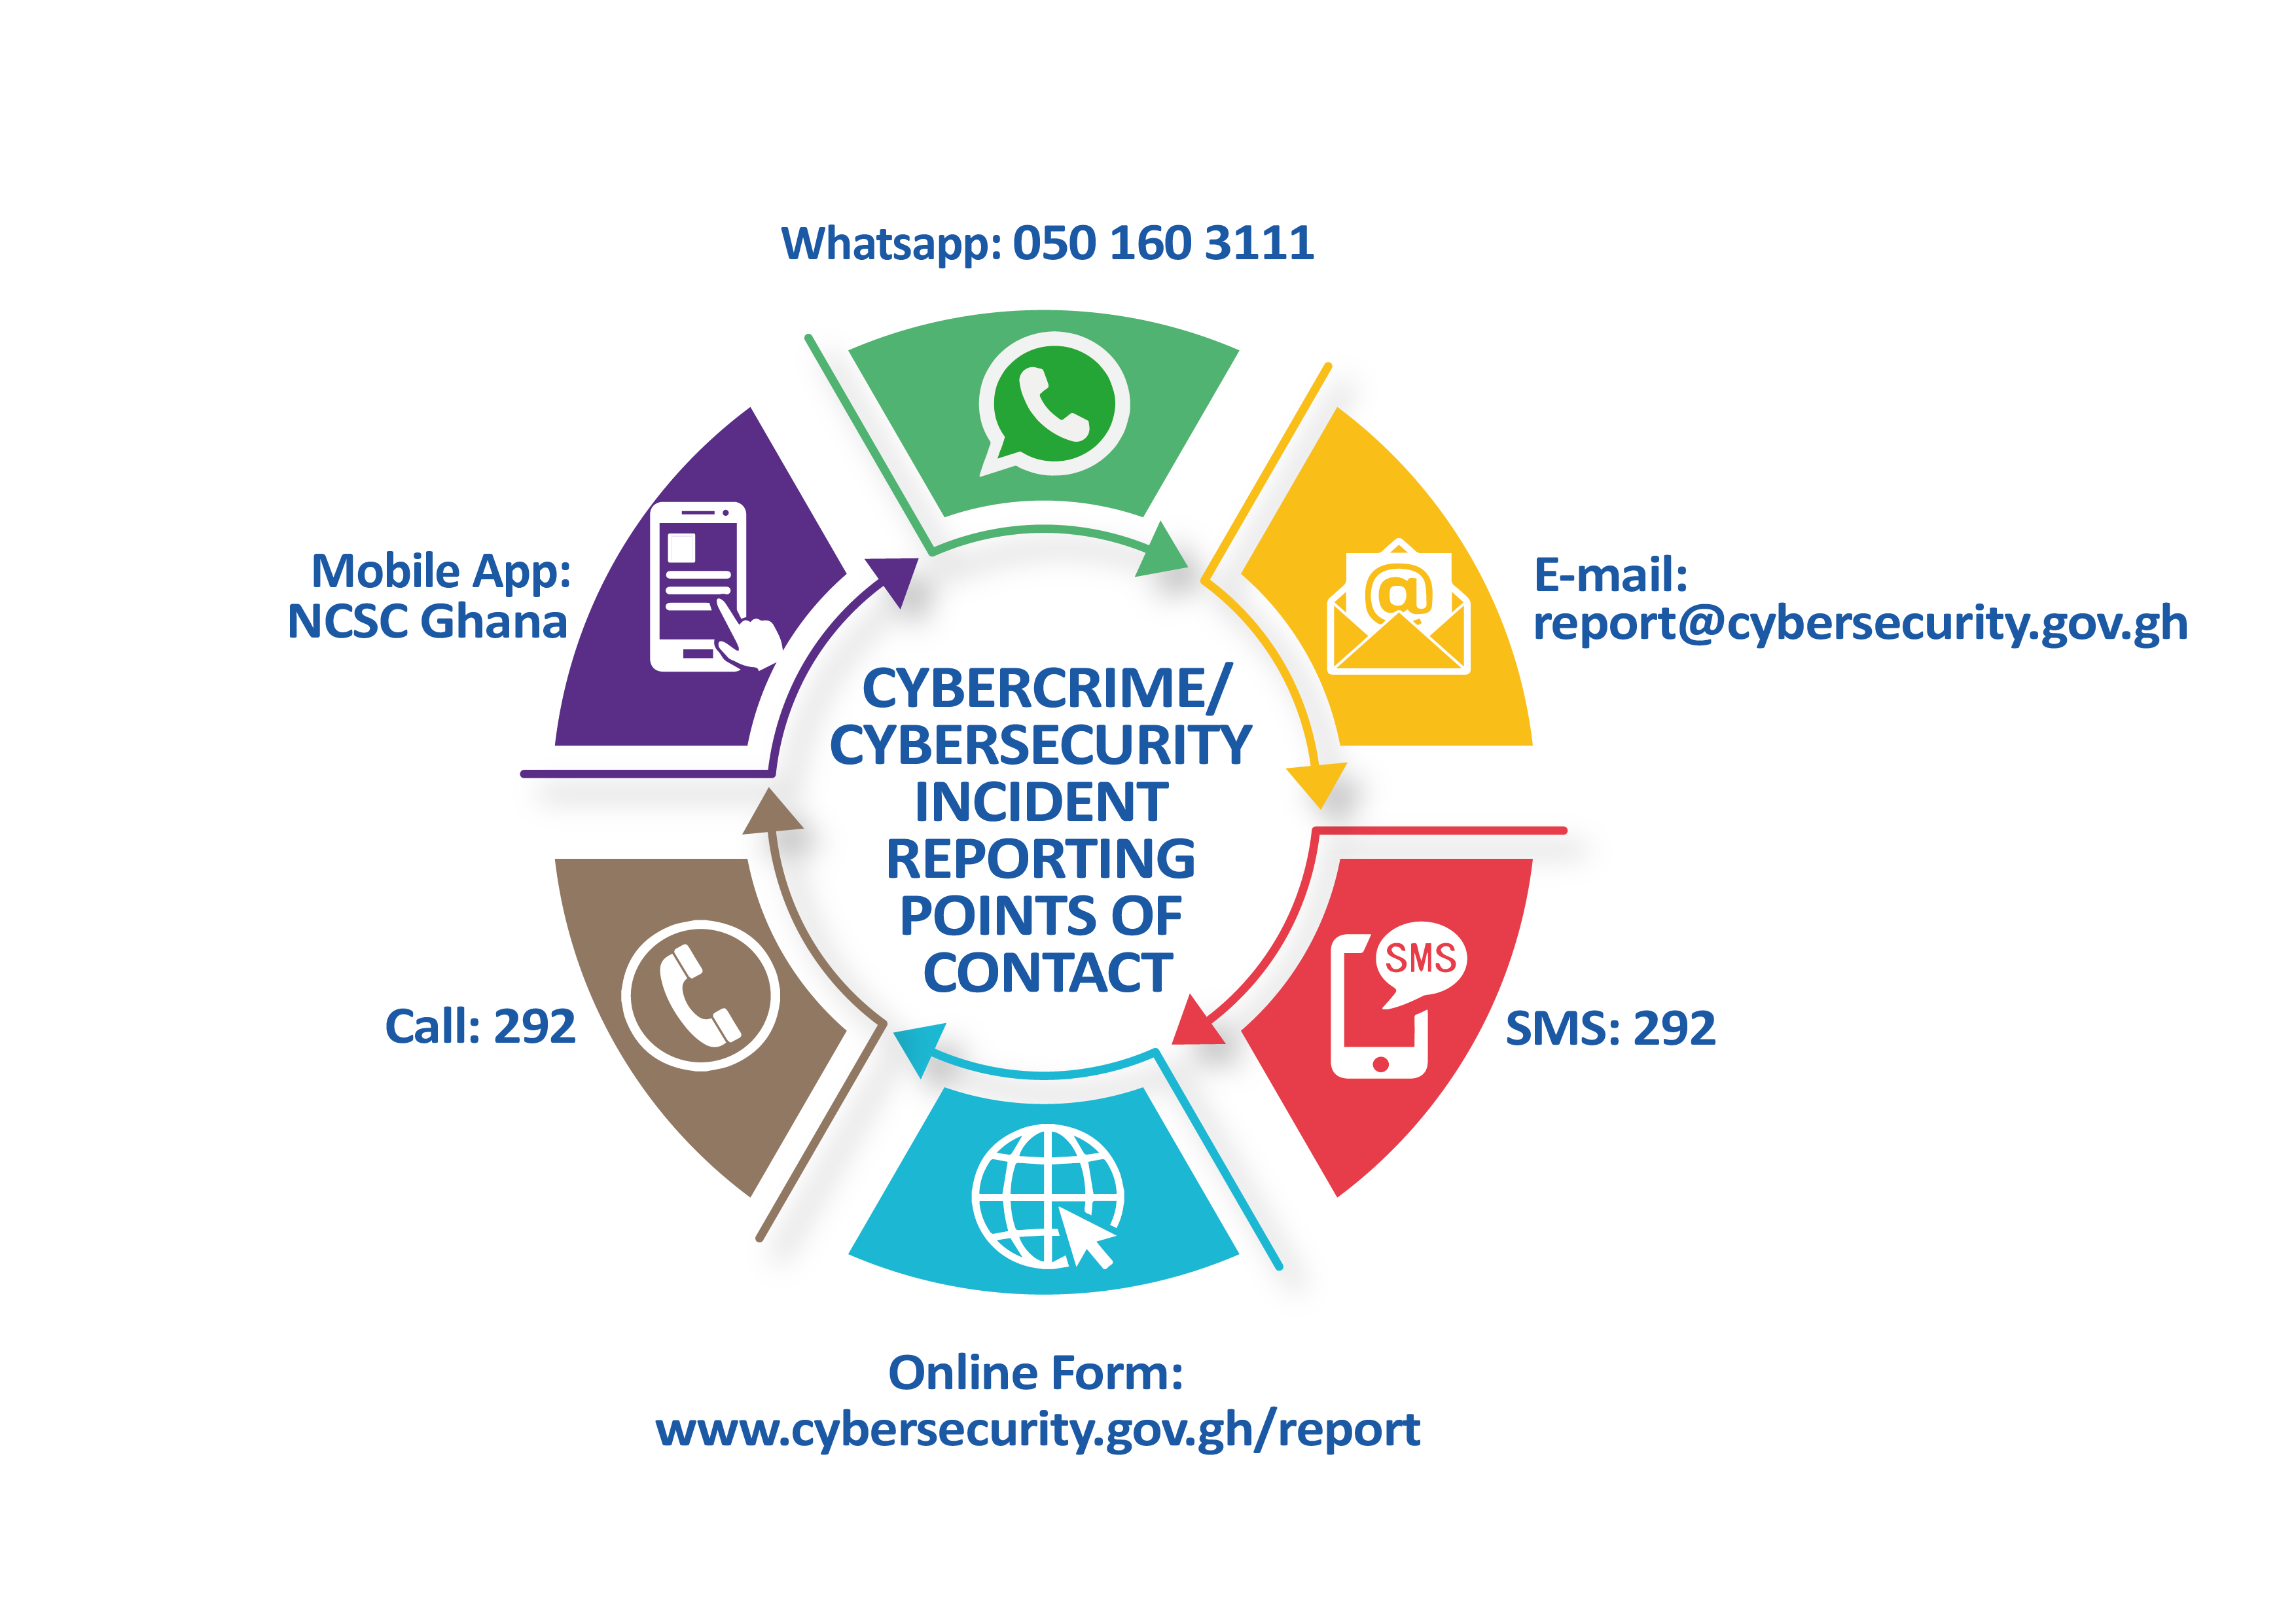 Whatsapp: 050 160 3111
Mobile App:
NCSC Ghana
E-mail:
report@cybersecurity.gov.gh
@
CYBERCRIME/
CYBERSECURITY
INCIDENT
REPORTING
POINTS OF
CONTACT
Call: 292
SMS
SMS: 292
Online Form:
www.cybersecurity.gov.gh/report